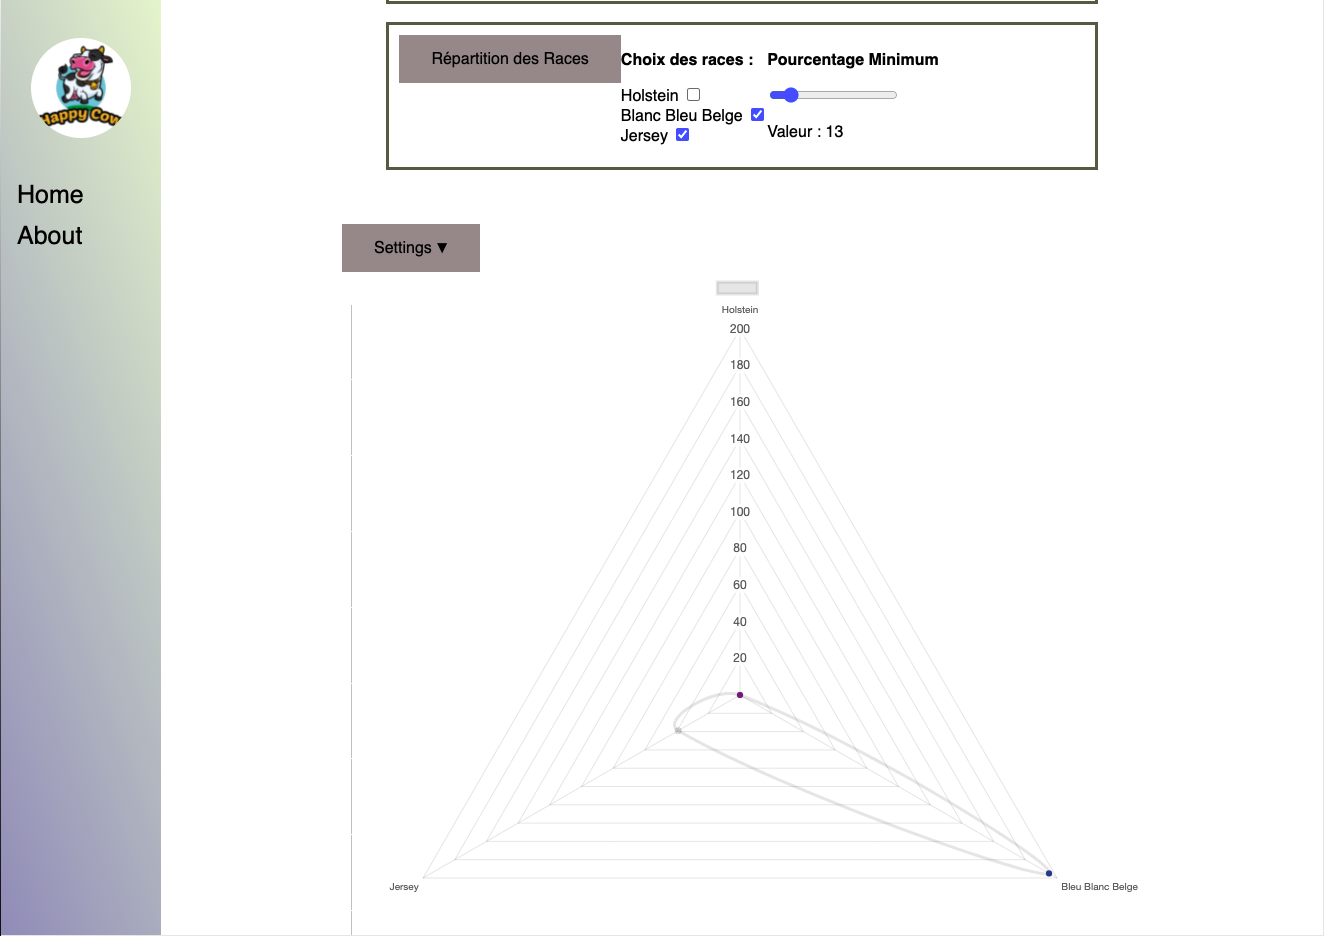 Happy Cow
Home
About
Répartition des Races
Choix des races :
Pourcentage Minimum
Holstein
Blanc Bleu Belge
Jersey
Valeur : 13
Settings ▼
Holstein
200
180
160
140
120
100
80
60
40
20
Jersey
Bleu Blanc Belge